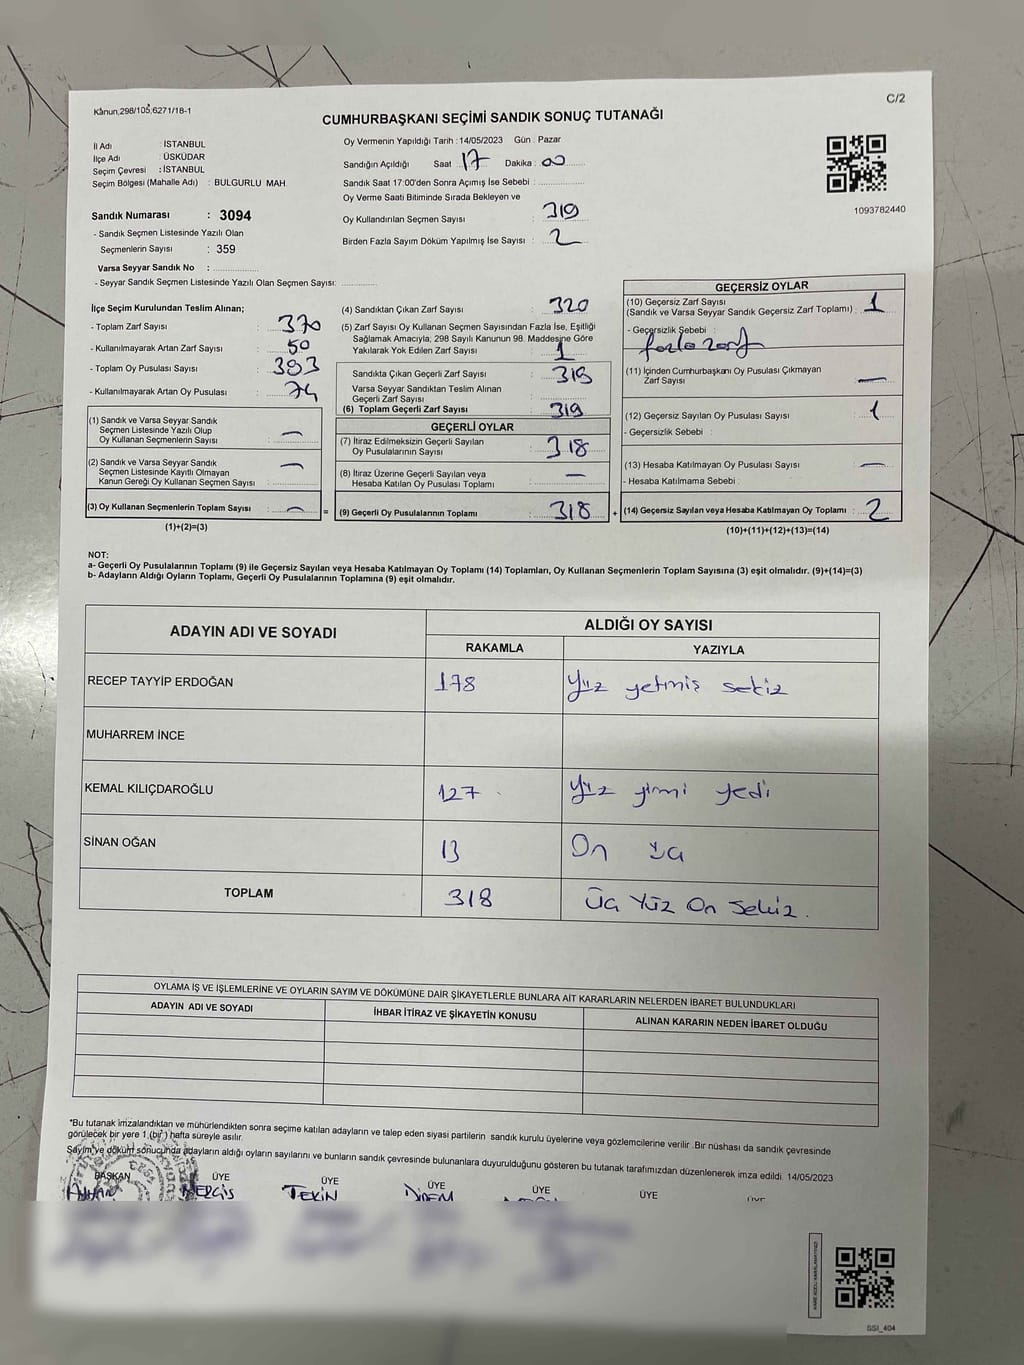 Kanun,298/105,6271/18-1
C/2
CUMHURBAŞKANI SEÇİMİ SANDIK SONUÇ TUTANAĞI
İl Adı : İSTANBUL
İlçe Adı : ÜSKÜDAR
Seçim Çevresi : İSTANBUL
Seçim Bölgesi (Mahalle Adı) : BULGURLU MAH.
Sandık Numarası : 3094
- Sandık Seçmen Listesinde Yazılı Olan
Seçmenlerin Sayısı : 359
Varsa Seyyar Sandık No :
- Seyyar Sandık Seçmen Listesinde Yazılı Olan Seçmen Sayısı:
Oy Vermenin Yapıldığı Tarih : 14/05/2023 Gün : Pazar
Sandığın Açıldığı Saat : 17 Dakika : 00
Sandık Saat 17:00'den Sonra Açımış İse Sebebi :
Oy Verme Saati Bitiminde Sırada Bekleyen ve
Oy Kullandırılan Seçmen Sayısı : 319
Birden Fazla Sayım Döküm Yapılmış İse Sayısı : 2
1093782440
İlçe Seçim Kurulundan Teslim Alınan;
- Toplam Zarf Sayısı : 370
- Kullanılmayarak Artan Zarf Sayısı : 50
- Toplam Oy Pusulası Sayısı : 393
- Kullanılmayarak Artan Oy Pusulası : 74
(1) Sandık ve Varsa Seyyar Sandık
Seçmen Listesinde Yazılı Olup
Oy Kullanan Seçmenlerin Sayısı : —
(2) Sandık ve Varsa Seyyar Sandık
Seçmen Listesinde Kayıtlı Olmayan
Kanun Gereği Oy Kullanan Seçmen Sayısı : —
(3) Oy Kullanan Seçmenlerin Toplam Sayısı : —
(1)+(2)=(3)
(4) Sandıktan Çıkan Zarf Sayısı : 320
(5) Zarf Sayısı Oy Kullanan Seçmen Sayısından Fazla İse, Eşitliği
Sağlamak Amacıyla; 298 Sayılı Kanunun 98. Maddesine Göre
Yakılarak Yok Edilen Zarf Sayısı : 1
Sandıkta Çıkan Geçerli Zarf Sayısı : 319
Varsa Seyyar Sandıktan Teslim Alınan
Geçerli Zarf Sayısı :
(6) Toplam Geçerli Zarf Sayısı : 319
GEÇERLİ OYLAR
(7) İtiraz Edilmeksizin Geçerli Sayılan
Oy Pusulalarının Sayısı : 318
(8) İtiraz Üzerine Geçerli Sayılan veya
Hesaba Katılan Oy Pusulası Toplamı : —
= (9) Geçerli Oy Pusulalarının Toplamı : 318 +
GEÇERSİZ OYLAR
(10) Geçersiz Zarf Sayısı
(Sandık ve Varsa Seyyar Sandık Geçersiz Zarf Toplamı) : 1
- Geçersizlik Sebebi :
fazla zarf
(11) İçinden Cumhurbaşkanı Oy Pusulası Çıkmayan
Zarf Sayısı : —
(12) Geçersiz Sayılan Oy Pusulası Sayısı : 1
- Geçersizlik Sebebi :
(13) Hesaba Katılmayan Oy Pusulası Sayısı : —
- Hesaba Katılmama Sebebi :
(14) Geçersiz Sayılan veya Hesaba Katılmayan Oy Toplamı : 2
(10)+(11)+(12)+(13)=(14)
NOT:
a- Geçerli Oy Pusulalarının Toplamı (9) ile Geçersiz Sayılan veya Hesaba Katılmayan Oy Toplamı (14) Toplamları, Oy Kullanan Seçmenlerin Toplam Sayısına (3) eşit olmalıdır. (9)+(14)=(3)
b- Adayların Aldığı Oyların Toplamı, Geçerli Oy Pusulalarının Toplamına (9) eşit olmalıdır.
ADAYIN ADI VE SOYADI ALDIĞI OY SAYISI
RAKAMLA YAZIYLA
RECEP TAYYİP ERDOĞAN 178 Yüz yetmiş sekiz
MUHARREM İNCE
KEMAL KILIÇDAROĞLU 127 Yüz yimi yedi
SİNAN OĞAN 13 On üç
TOPLAM 318 Üç Yüz On Sekiz.
OYLAMA İŞ VE İŞLEMLERİNE VE OYLARIN SAYIM VE DÖKÜMÜNE DAİR ŞİKAYETLERLE BUNLARA AİT KARARLARIN NELERDEN İBARET BULUNDUKLARI
ADAYIN ADI VE SOYADI İHBAR İTİRAZ VE ŞİKAYETİN KONUSU ALINAN KARARIN NEDEN İBARET OLDUĞU
*Bu tutanak imzalandıktan ve mühürlendikten sonra seçime katılan adayların ve talep eden siyasi partilerin sandık kurulu üyelerine veya gözlemcilerine verilir .Bir nüshası da sandık çevresinde
görülecek bir yere 1 (bir ) hafta süreyle asılır.
Sayım ve döküm sonucunda adayların aldığı oyların sayılarını ve bunların sandık çevresinde bulunanlara duyurulduğunu gösteren bu tutanak tarafımızdan düzenlenerek imza edildi. 14/05/2023
BAŞKAN ÜYE ÜYE ÜYE ÜYE ÜYE ÜYE
NERGİS TEKİN DİDEM
SSI_404